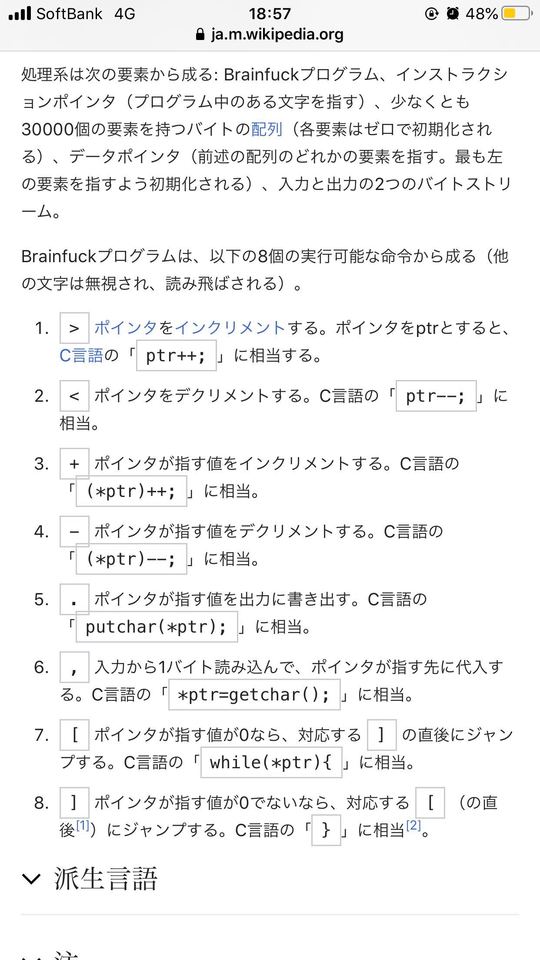 SoftBank 4G 18:57 48%
ja.m.wikipedia.org
処理系は次の要素から成る: Brainfuckプログラム、インストラクシ
ョンポインタ（プログラム中のある文字を指す）、少なくとも
30000個の要素を持つバイトの配列（各要素はゼロで初期化され
る）、データポインタ（前述の配列のどれかの要素を指す。最も左
の要素を指すよう初期化される）、入力と出力の2つのバイトストリ
ーム。
Brainfuckプログラムは、以下の8個の実行可能な命令から成る（他
の文字は無視され、読み飛ばされる）。
1. > ポインタをインクリメントする。ポインタをptrとすると、
C言語の「 ptr++; 」に相当する。
2. < ポインタをデクリメントする。C言語の「 ptr--; 」に
相当。
3. + ポインタが指す値をインクリメントする。C言語の
「 (*ptr)++; 」に相当。
4. - ポインタが指す値をデクリメントする。C言語の
「 (*ptr)--; 」に相当。
5. . ポインタが指す値を出力に書き出す。C言語の
「 putchar(*ptr); 」に相当。
6. , 入力から1バイト読み込んで、ポインタが指す先に代入す
る。C言語の「 *ptr=getchar(); 」に相当。
7. [ ポインタが指す値が0なら、対応する ] の直後にジャン
プする。C言語の「 while(*ptr){ 」に相当。
8. ] ポインタが指す値が0でないなら、対応する [ （の直
後[1]）にジャンプする。C言語の「 } 」に相当[2]。
派生言語